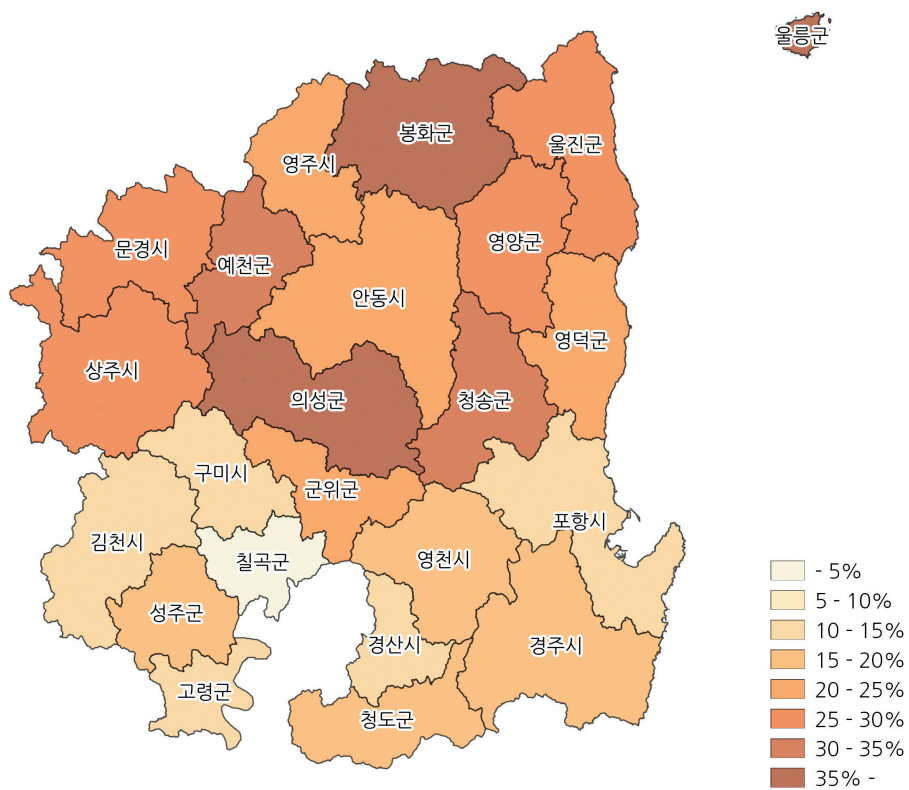 울릉군
봉화군
울진군
영주시
영양군
문경시
예천군
안동시
영덕군
상주시
의성군
청송군
구미시
군위군
포항시
김천시
칠곡군
영천시
성주군
경산시
경주시
고령군
청도군
- 5%
5 - 10%
10 - 15%
15 - 20%
20 - 25%
25 - 30%
30 - 35%
35% -